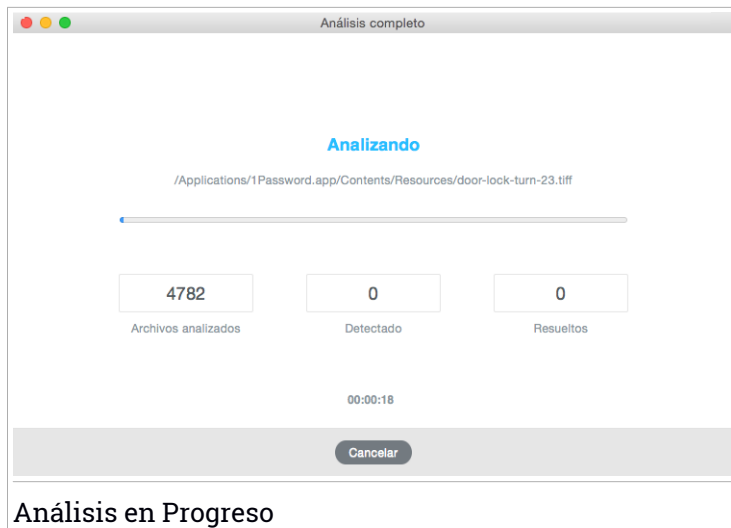 Análisis completo
Analizando
/Applications/1Password.app/Contents/Resources/door-lock-turn-23.tiff
4782 0 0
Archivos analizados Detectado Resueltos
00:00:18
Cancelar
Análisis en Progreso